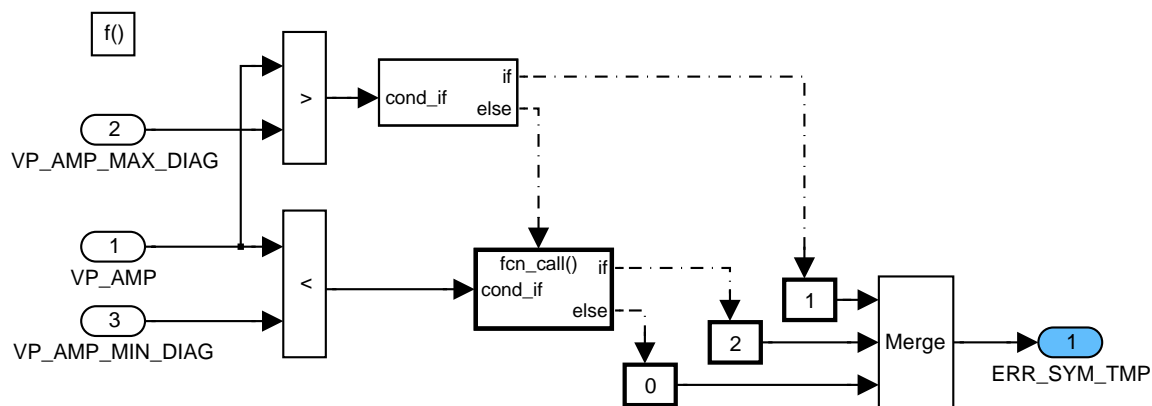 f()
>
cond_if
if
else
2
VP_AMP_MAX_DIAG
1
VP_AMP
<
fcn_call()
cond_if
if
else
3
VP_AMP_MIN_DIAG
1
2
0
Merge
1
ERR_SYM_TMP